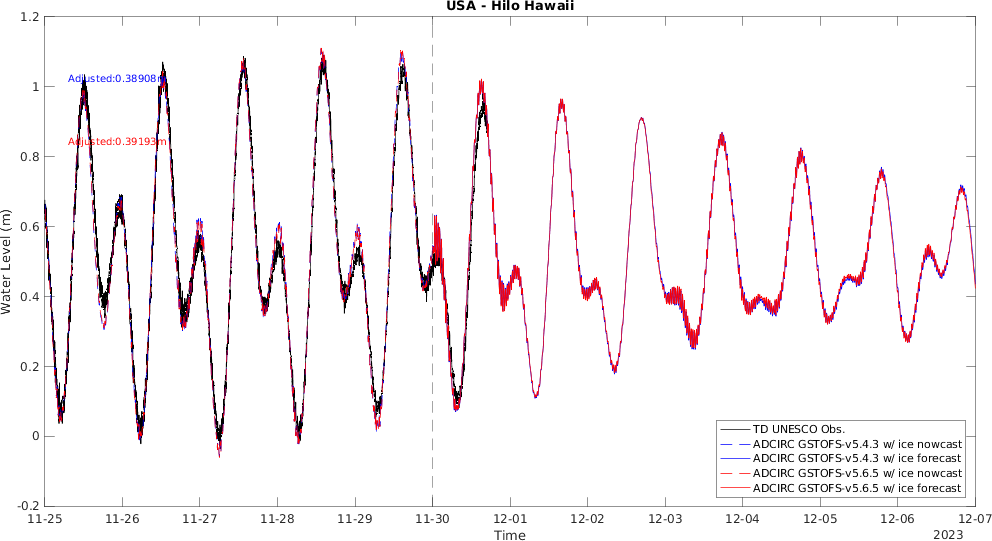 USA - Hilo Hawaii
1.2
1
0.8
0.6
0.4
0.2
0
-0.2
Water Level (m)
Adjusted:0.38908m
Adjusted:0.39193m
TD UNESCO Obs.
ADCIRC GSTOFS-v5.4.3 w/ ice nowcast
ADCIRC GSTOFS-v5.4.3 w/ ice forecast
ADCIRC GSTOFS-v5.6.5 w/ ice nowcast
ADCIRC GSTOFS-v5.6.5 w/ ice forecast
11-25 11-26 11-27 11-28 11-29 11-30 12-01 12-02 12-03 12-04 12-05 12-06 12-07
Time
2023